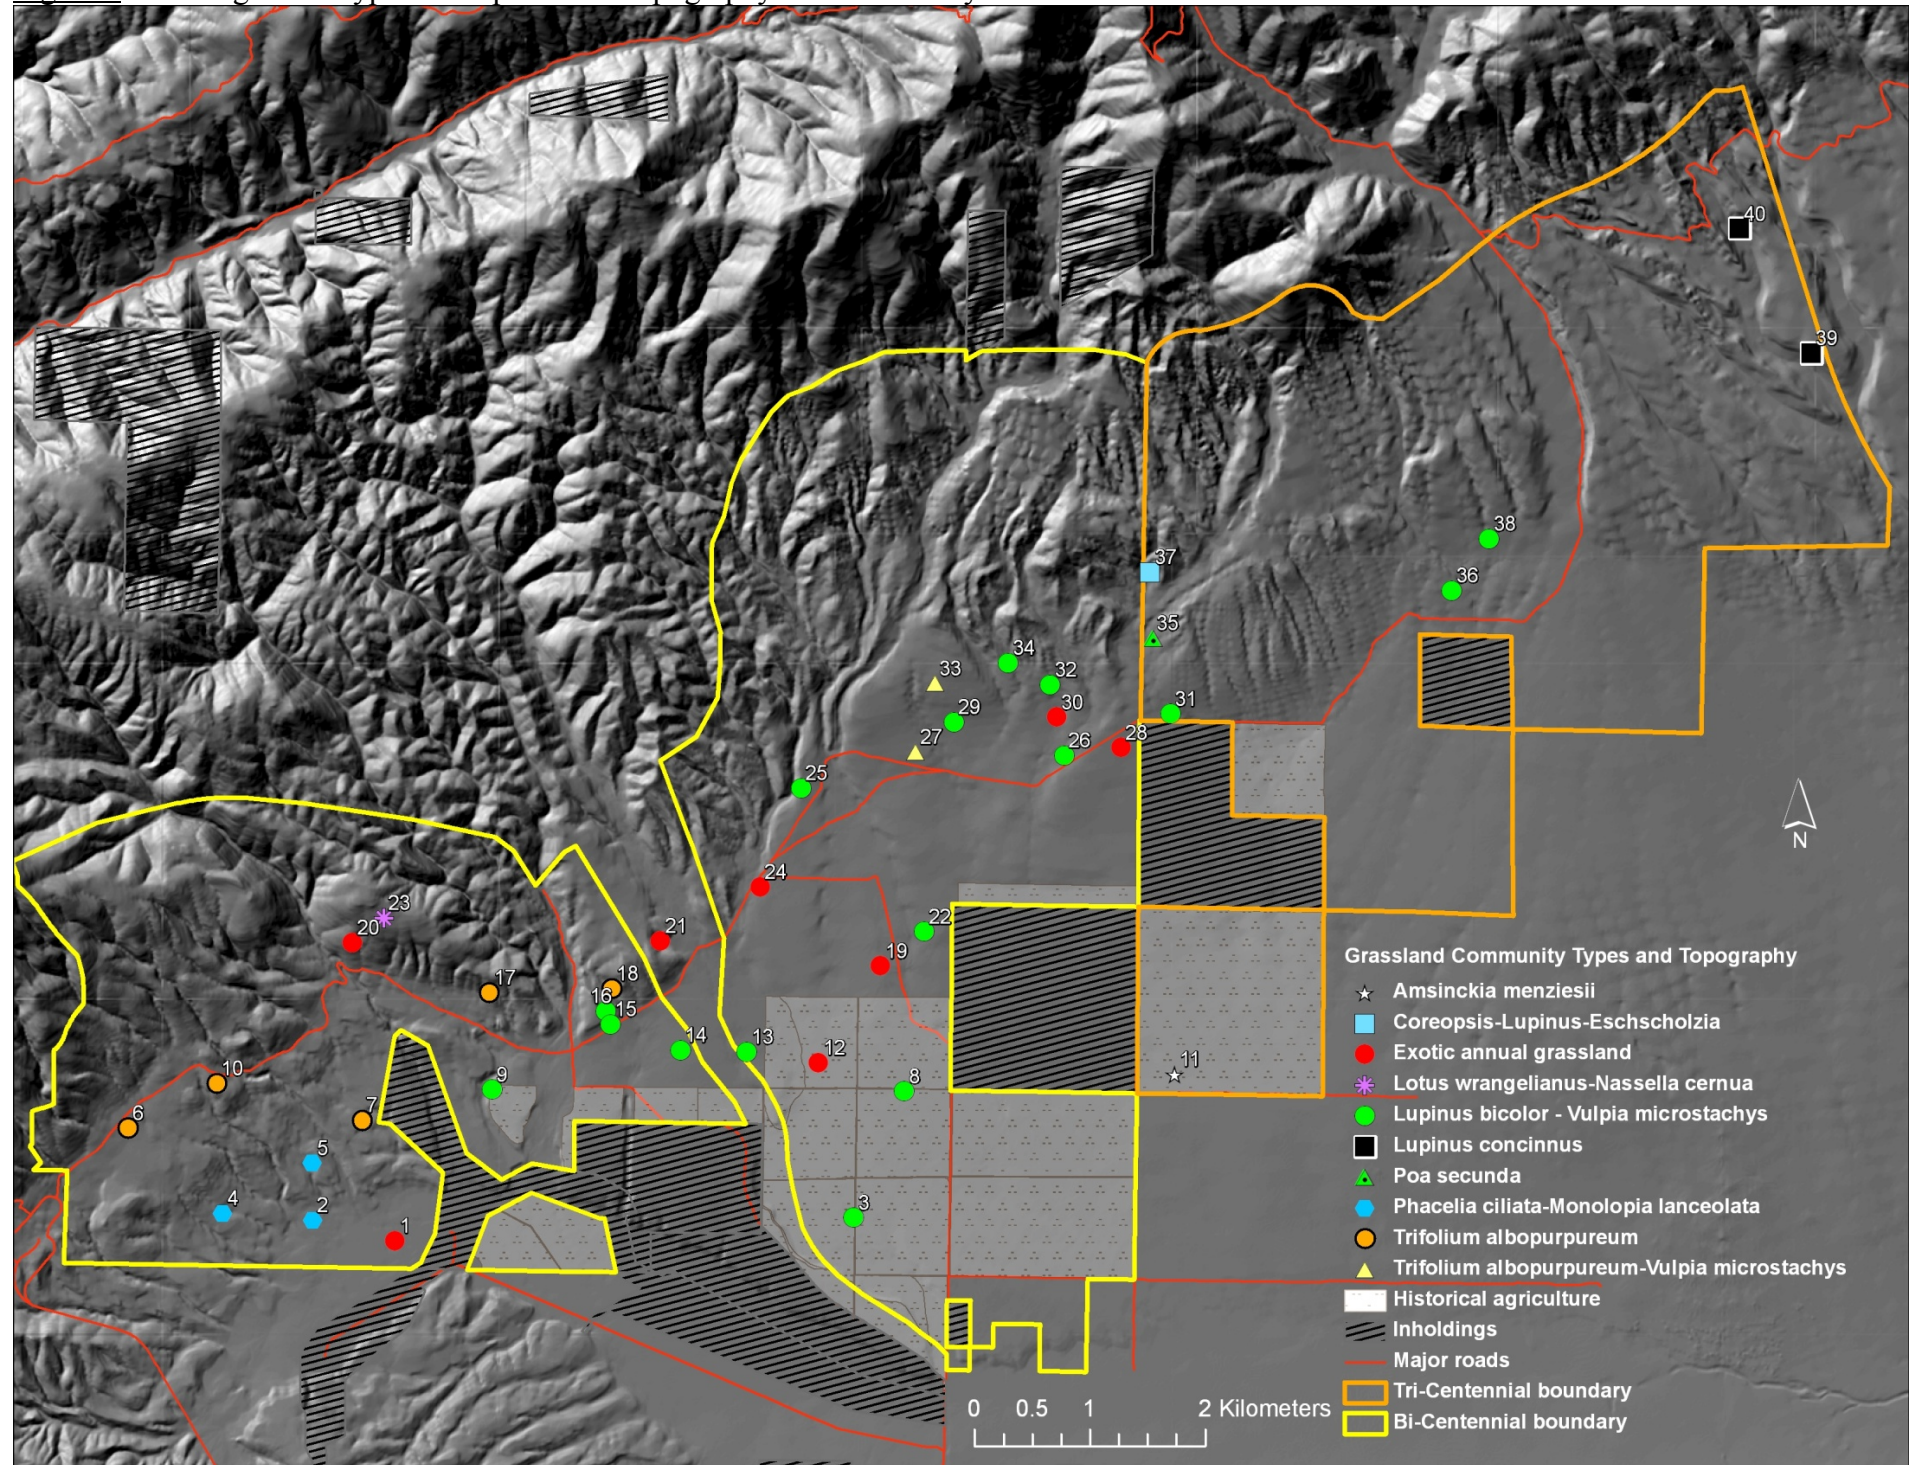 40
39
38
37
36
35
34
33
32
30
31
29
28
27
26
25
24
23
22
20
21
19
17
18
16
15
14
13
12
11
10
9
8
7
6
5
4
2
3
1
N
Grassland Community Types and Topography
Amsinckia menziesii
Coreopsis-Lupinus-Eschscholzia
Exotic annual grassland
Lotus wrangelianus-Nassella cernua
Lupinus bicolor - Vulpia microstachys
Lupinus concinnus
Poa secunda
Phacelia ciliata-Monolopia lanceolata
Trifolium albopurpureum
Trifolium albopurpureum-Vulpia microstachys
Historical agriculture
Inholdings
Major roads
Tri-Centennial boundary
Bi-Centennial boundary
0 0.5 1 2 Kilometers